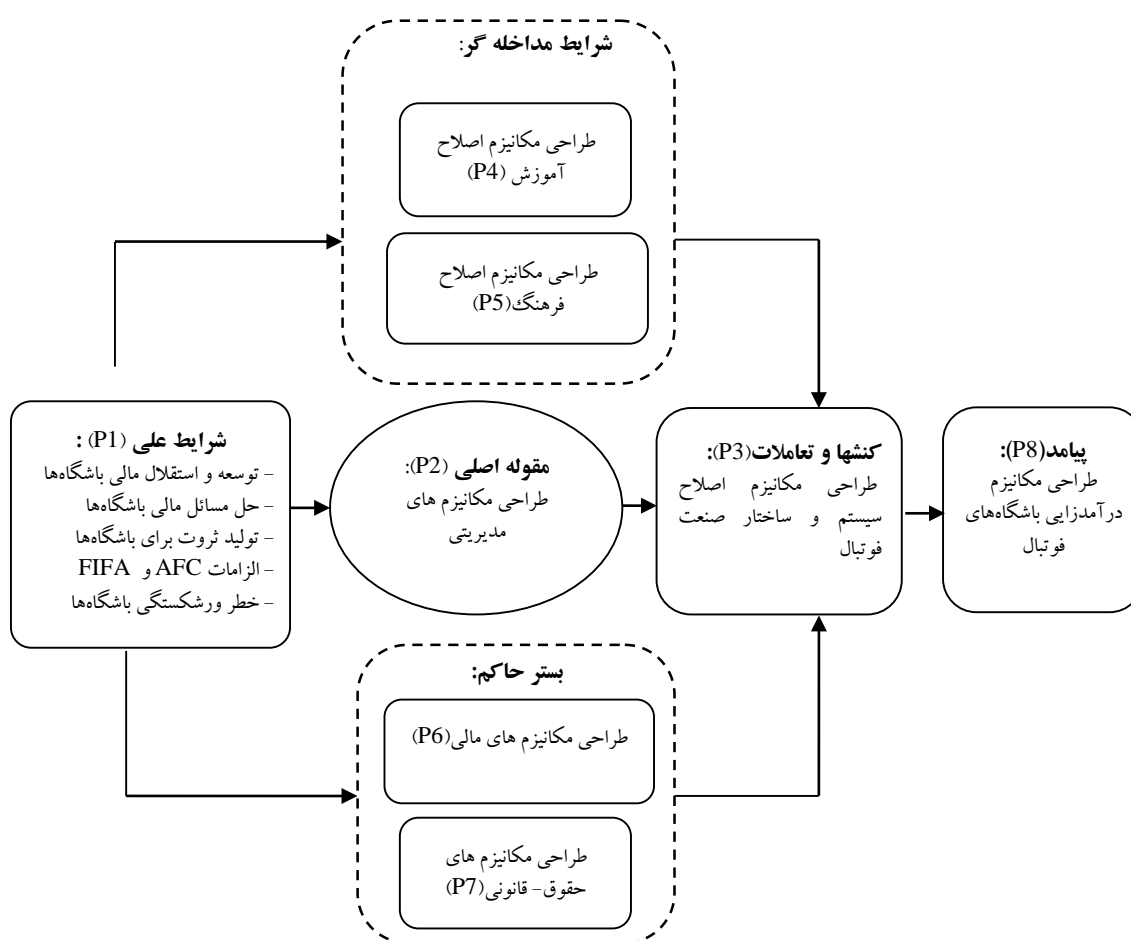 شرایط مداخله گر:
طراحی مکانیزم اصلاح
آموزش (P4)
طراحی مکانیزم اصلاح
فرهنگ(P5)
شرایط علی (P1) :
- توسعه و استقلال مالی باشگاه‌ها
- حل مسائل مالی باشگاه‌ها
- تولید ثروت برای باشگاه‌ها
- الزامات AFC و FIFA
- خطر ورشکستگی باشگاه‌ها
مقوله اصلی (P2):
طراحی مکانیزم های
مدیریتی
کنشها و تعاملات(P3):
طراحی مکانیزم اصلاح
سیستم و ساختار صنعت
فوتبال
پیامد(P8):
طراحی مکانیزم
درآمدزایی باشگاه‌های
فوتبال
بستر حاکم:
طراحی مکانیزم های مالی(P6)
طراحی مکانیزم های
حقوق- قانونی(P7)